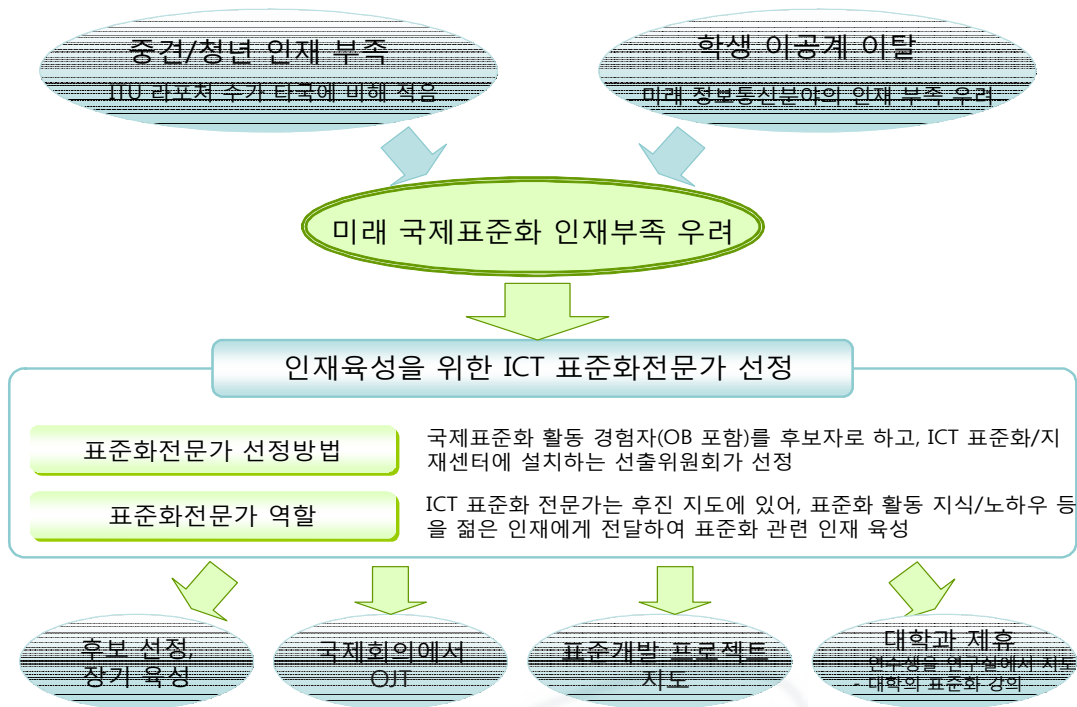 중견/청년 인재 부족
ITU 라포쳐 수가 타국에 비해 적음
학생 이공계 이탈
미래 정보통신분야의 인재 부족 우려
미래 국제표준화 인재부족 우려
인재육성을 위한 ICT 표준화전문가 선정
표준화전문가 선정방법
국제표준화 활동 경험자(OB 포함)를 후보자로 하고, ICT 표준화/지
재센터에 설치하는 선출위원회가 선정
표준화전문가 역할
ICT 표준화 전문가는 후진 지도에 있어, 표준화 활동 지식/노하우 등
을 젊은 인재에게 전달하여 표준화 관련 인재 육성
후보 선정,
장기 육성
국제회의에서
OJT
표준개발 프로젝트
지도
대학과 제휴
- 연수생을 연구실에서 지도
- 대학의 표준화 강의